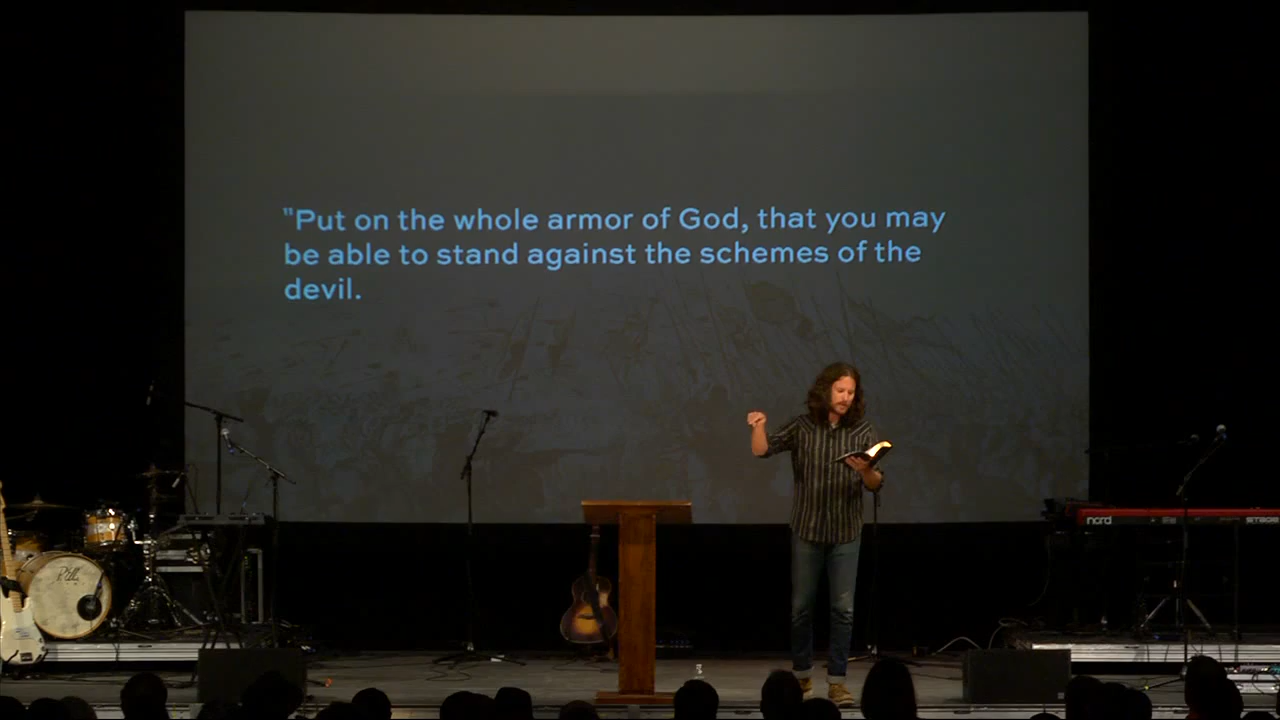 "Put on the whole armor of God, that you may
be able to stand against the schemes of the
devil.
nord